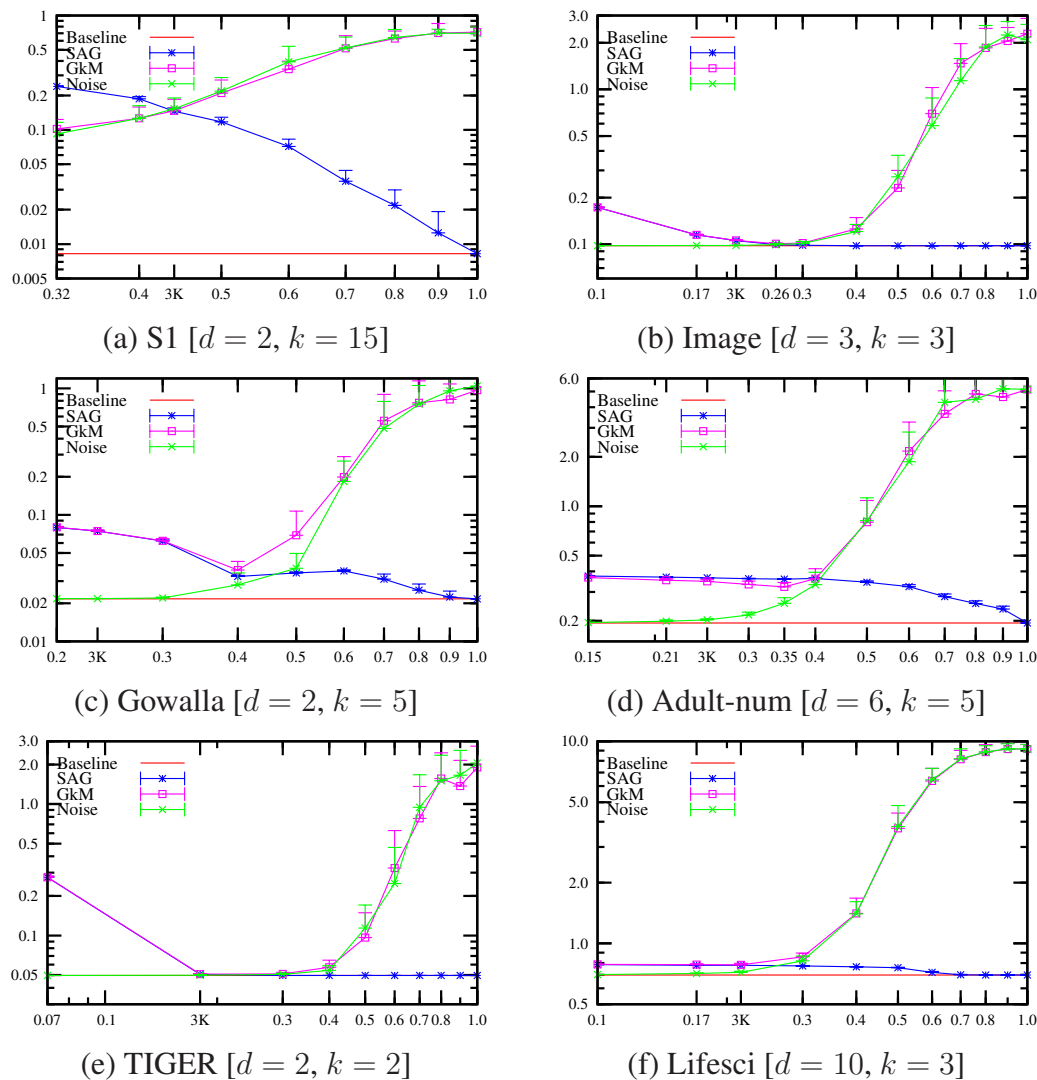 1
0.5
0.2
0.1
0.05
0.02
0.01
0.005
Baseline
SAG
GkM
Noise
0.32 0.4 3K 0.5 0.6 0.7 0.8 0.9 1.0
(a) S1 [d = 2, k = 15]
3.0
2.0
1.0
0.5
0.2
0.1
Baseline
SAG
GkM
Noise
0.1 0.17 3K 0.26 0.3 0.4 0.5 0.6 0.7 0.8 1.0
(b) Image [d = 3, k = 3]
1
0.5
0.2
0.1
0.05
0.02
0.01
Baseline
SAG
GkM
Noise
0.2 3K 0.3 0.4 0.5 0.6 0.7 0.8 0.9 1.0
(c) Gowalla [d = 2, k = 5]
6.0
2.0
1.0
0.5
0.2
Baseline
SAG
GkM
Noise
0.15 0.21 3K 0.3 0.35 0.4 0.5 0.6 0.7 0.8 1.0
(d) Adult-num [d = 6, k = 5]
3.0
2.0
1.0
0.5
0.2
0.1
0.05
Baseline
SAG
GkM
Noise
0.07 0.1 3K 0.3 0.4 0.5 0.6 0.7 0.8 1.0
(e) TIGER [d = 2, k = 2]
10.0
5.0
2.0
1.0
0.5
Baseline
SAG
GkM
Noise
0.1 0.17 3K 0.3 0.4 0.5 0.6 0.7 0.8 1.0
(f) Lifesci [d = 10, k = 3]